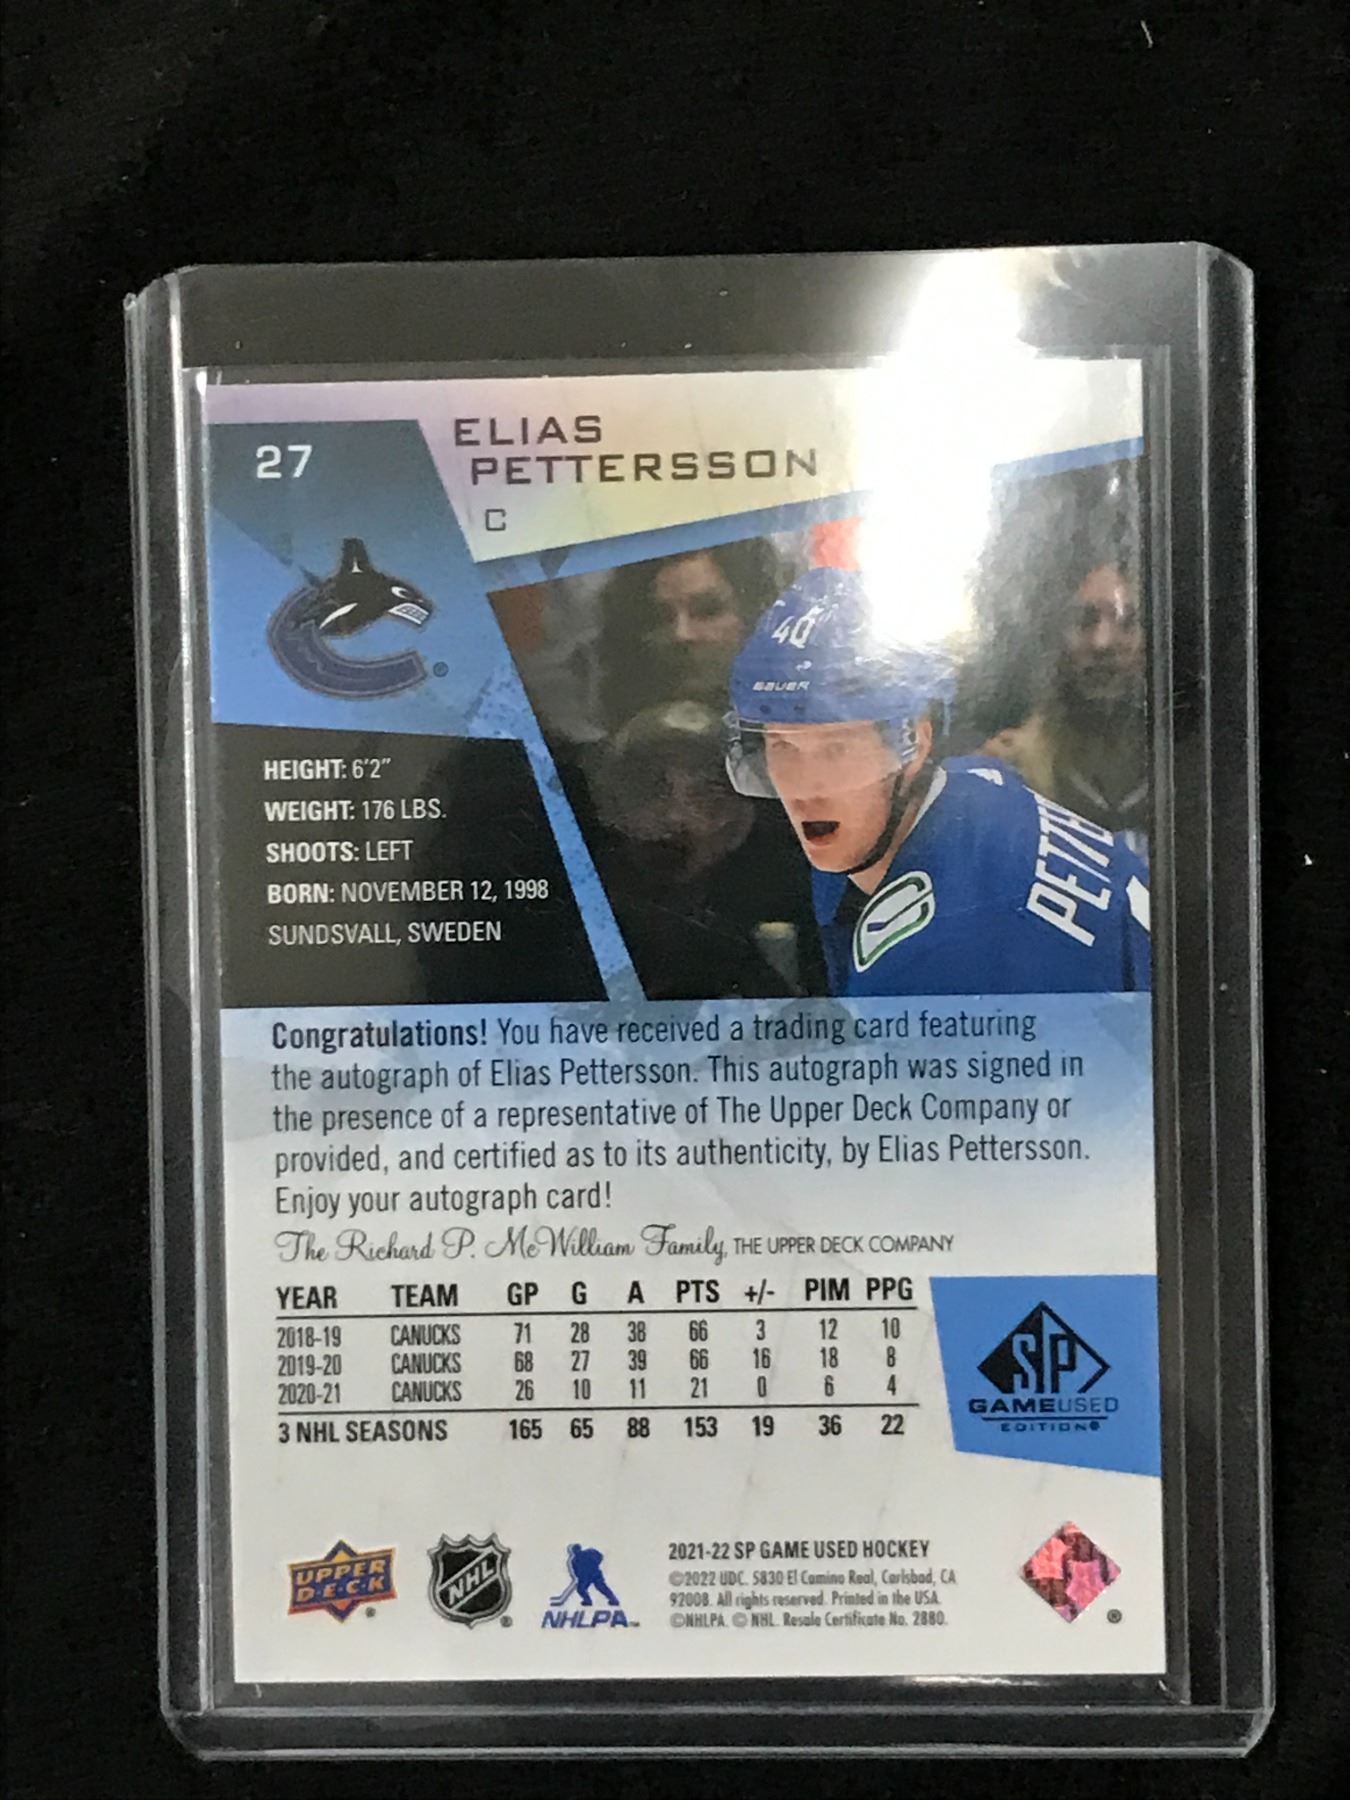 27
ELIAS
PETTERSSON
C
40
BAUER
PETTE
HEIGHT: 6'2"
WEIGHT: 176 LBS.
SHOOTS: LEFT
BORN: NOVEMBER 12, 1998
SUNDSVALL, SWEDEN
Congratulations! You have received a trading card featuring
the autograph of Elias Pettersson. This autograph was signed in
the presence of a representative of The Upper Deck Company or
provided, and certified as to its authenticity, by Elias Pettersson.
Enjoy your autograph card!
The Richard P. McWilliam Family, THE UPPER DECK COMPANY
YEAR TEAM GP G A PTS +/- PIM PPG
2018-19 CANUCKS 71 28 38 66 3 12 10
2019-20 CANUCKS 68 27 39 66 16 18 8
2020-21 CANUCKS 26 10 11 21 0 6 4
3 NHL SEASONS 165 65 88 153 19 36 22
SP
GAMEUSED
EDITION®
UPPER
D·E·C·K
®
NHL
®
NHLPA™
2021-22 SP GAME USED HOCKEY
©2022 UDC. 5830 El Camino Real, Carlsbad, CA
92008. All rights reserved. Printed in the USA.
©NHLPA. © NHL. Resale Certificate No. 2880.
®